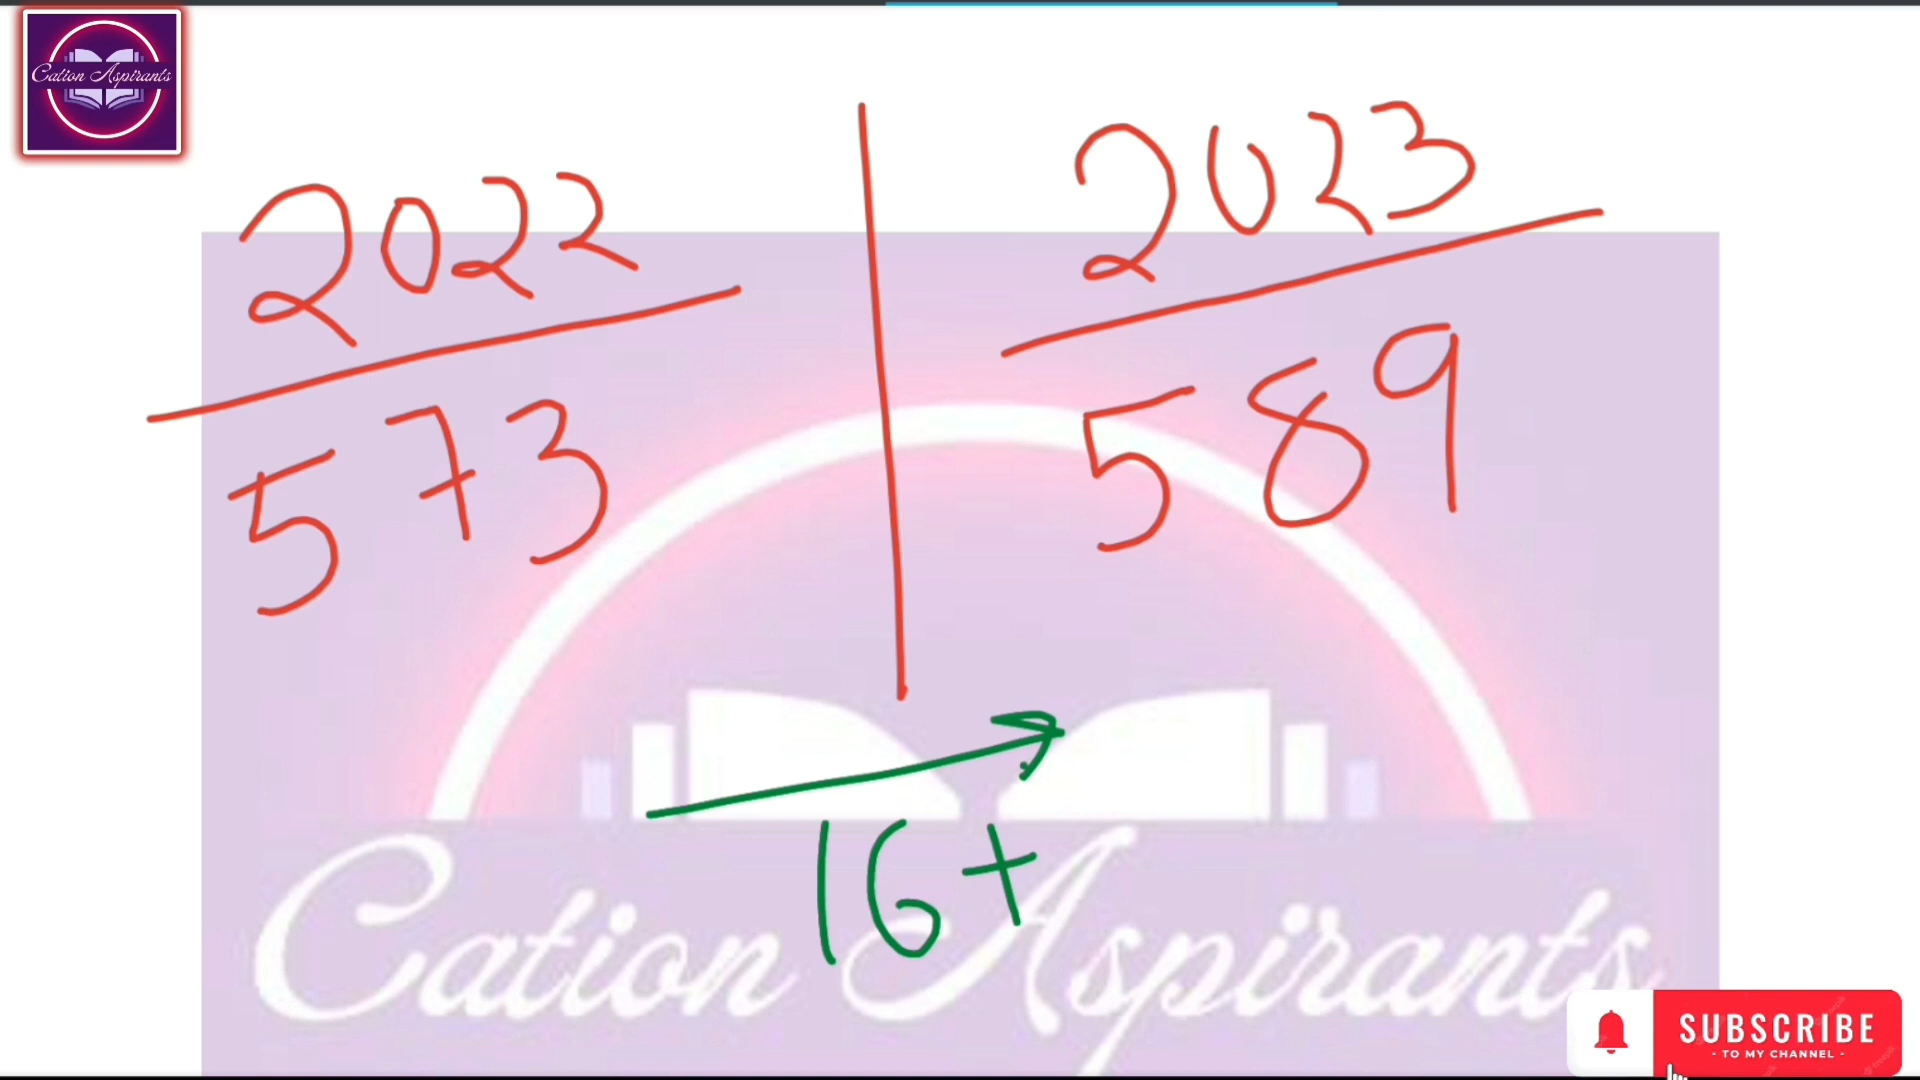 Cation Aspirants
2022
573
2023
589
16+
Cation Aspirants
SUBSCRIBE
- TO MY CHANNEL -